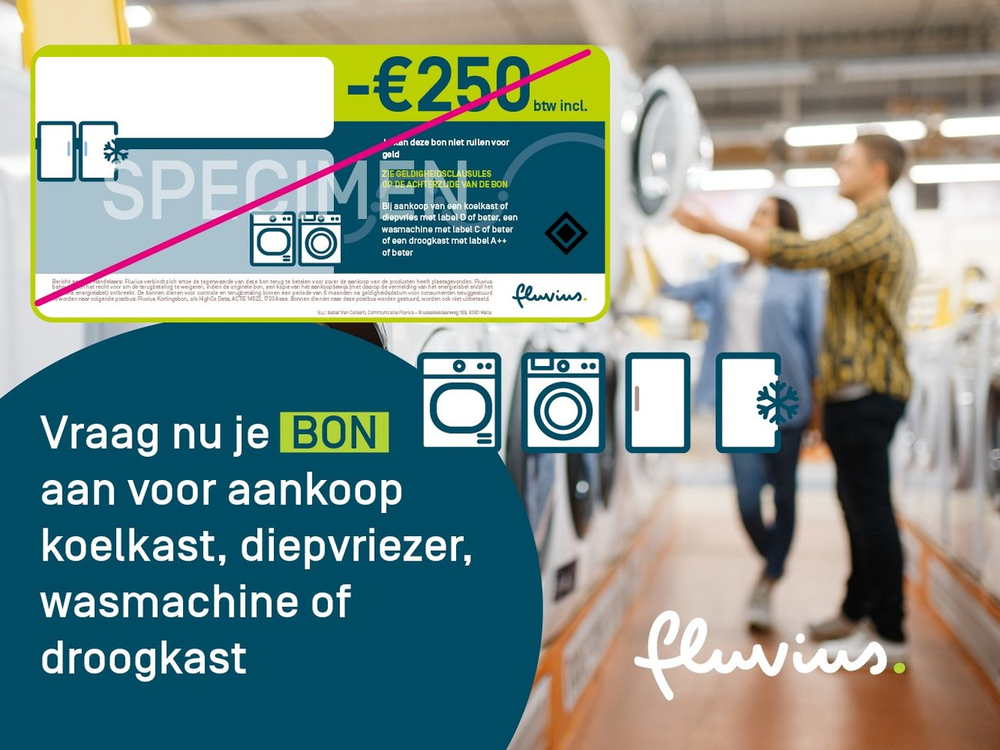 -€250 btw incl.
Je kan deze bon niet ruilen voor
geld
ZIE GELDIGHEIDSCLAUSULES
OP DE ACHTERZIJDE VAN DE BON
SPECIMEN
Bij aankoop van een koelkast of
diepvries met label D of beter, een
wasmachine met label C of beter
of een droogkast met label A++
of beter
Bericht aan de handelaars: Fluvius verbindt zich ertoe de tegenwaarde van deze bon terug te betalen voor zover de aankoop van de producten heeft plaatsgevonden. Fluvius
het recht voor om de terugbetaling te weigeren, indien de originele bon, een kopie van het aankoopbewijs (met daarop de vermelding van het energielabel) en/of het
energielabel) ontbreekt. De bonnen dienen voor controle en terugbetaling binnen een periode van 6 maanden na geldigheidsdatum voor consumenten teruggestuurd
worden naar volgende postbus: Fluvius Kortingsbon, c/o HighCo Data, ACTIE 14522, 1733 Asse. Bonnen die niet naar deze postbus worden gestuurd, worden ook niet uitbetaald.
fluvius.
V.u.: Isabel Van Cutsem, Communicatie Fluvius - Brusselsesteenweg 199, 9090 Melle.
Vraag nu je BON
aan voor aankoop
koelkast, diepvriezer,
wasmachine of
droogkast
fluvius.